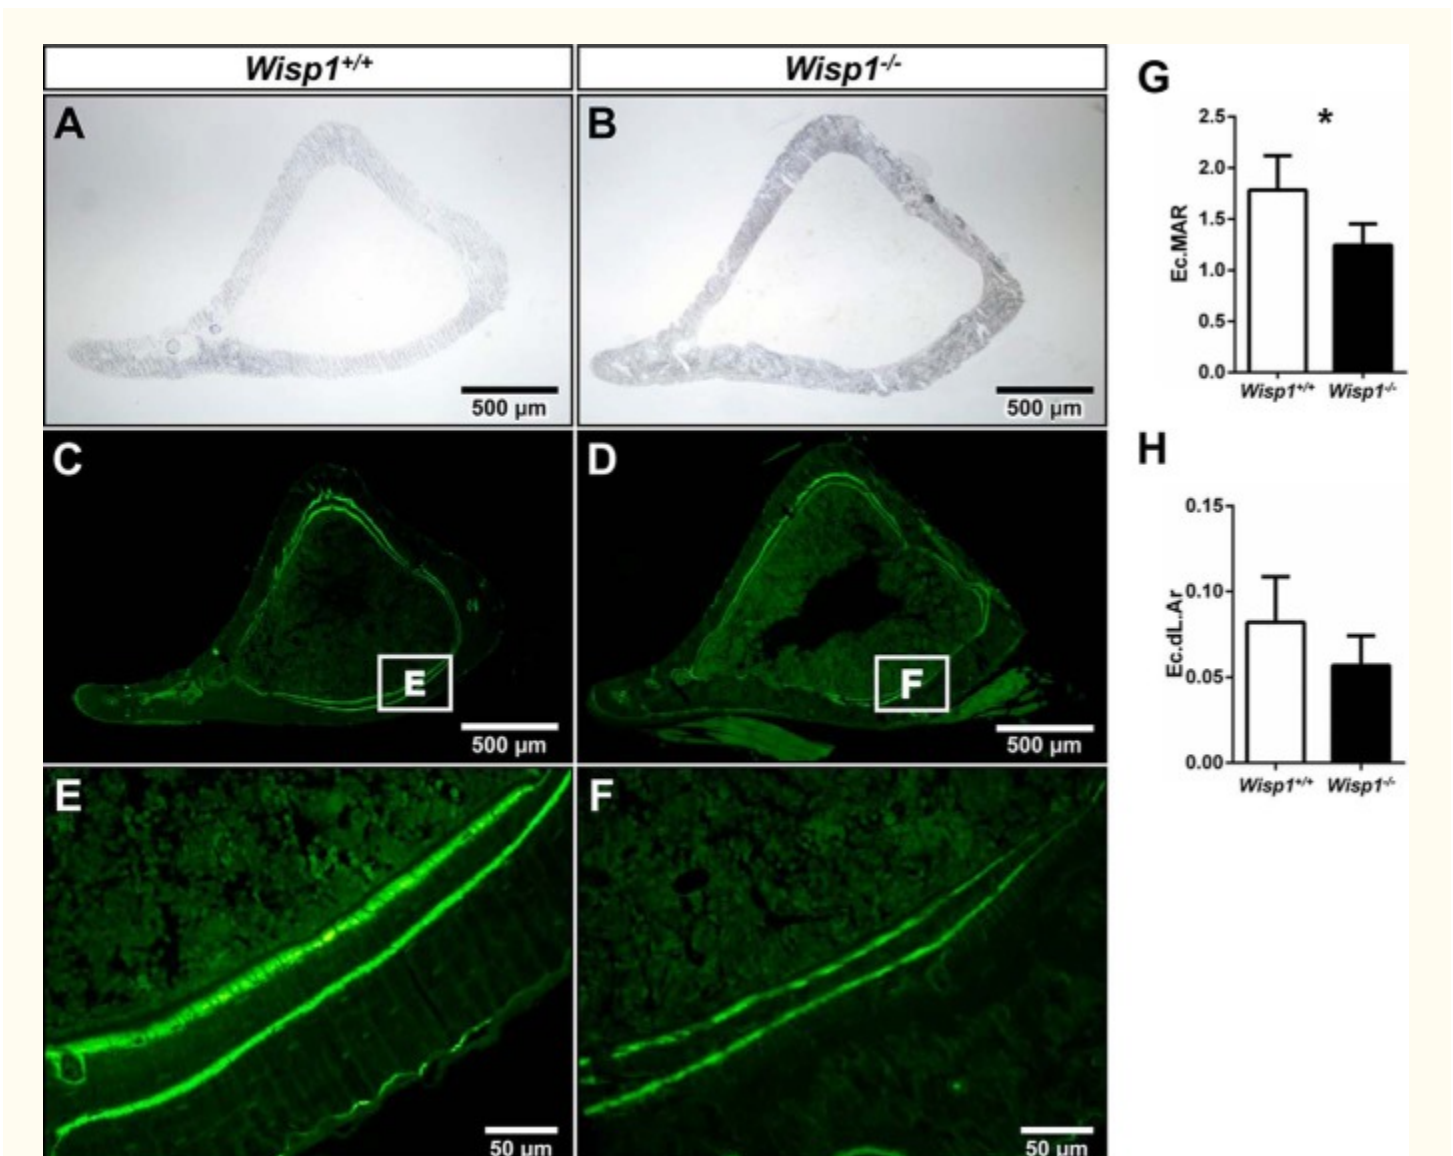 Wisp1+/+
Wisp1-/-
A
500 µm
B
500 µm
C
E
500 µm
D
F
500 µm
E
50 µm
F
50 µm
G
*
Ec.MAR
2.5
2.0
1.5
1.0
0.5
0.0
Wisp1+/+ Wisp1-/-
H
Ec.dL.Ar
0.15
0.10
0.05
0.00
Wisp1+/+ Wisp1-/-